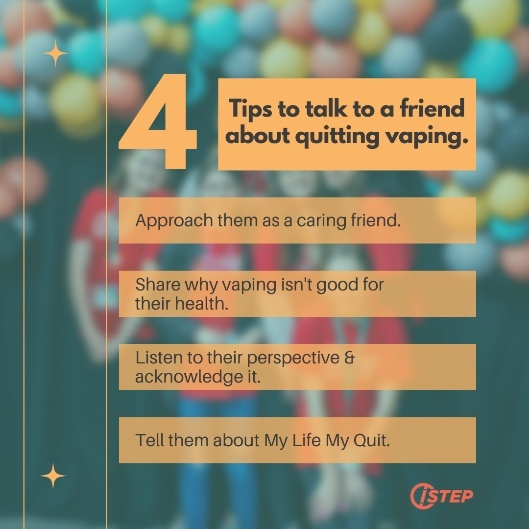 4
Tips to talk to a friend
about quitting vaping.
Approach them as a caring friend.
Share why vaping isn't good for
their health.
Listen to their perspective &
acknowledge it.
Tell them about My Life My Quit.
iSTEP